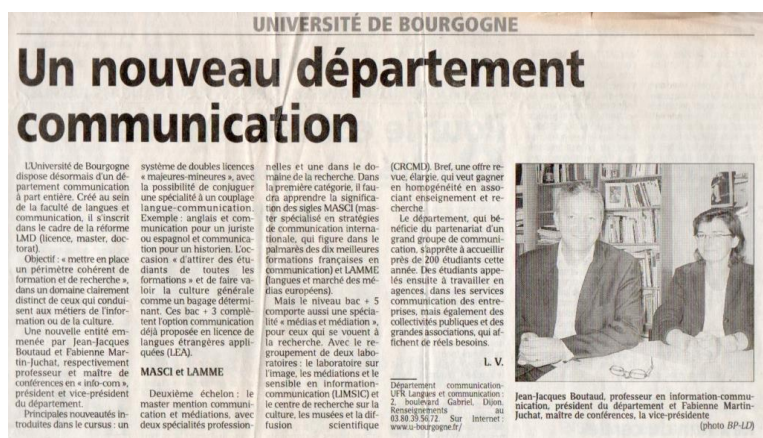 UNIVERSITÉ DE BOURGOGNE
Un nouveau département
communication
L'Université de Bourgogne
dispose désormais d'un dé-
partement communication
à part entière. Créé au sein
de la faculté de langues et
communication, il s'inscrit
dans le cadre de la réforme
LMD (licence, master, doc-
torat).
Objectif : « mettre en place
un périmètre cohérent de
formation et de recherche »,
dans un domaine clairement
distinct de ceux qui condui-
sent aux métiers de l'infor-
mation ou de la culture.
Une nouvelle entité em-
menée par Jean-Jacques
Boutaud et Fabienne Mar-
tin-Juchat, respectivement
professeur et maître de
conférences en « info-com »,
président et vice-président
du département.
Principales nouveautés in-
troduites dans le cursus : un
système de doubles licences
« majeures-mineures », avec
la possibilité de conjuguer
une spécialité à un couplage
langue-communication.
Exemple : anglais et com-
munication pour un juriste
ou espagnol et communica-
tion pour un historien. L'oc-
casion « d'attirer des étu-
diants de toutes les
formations » et de faire va-
loir la culture générale
comme un bagage détermi-
nant. Ces bac + 3 complè-
tent l'option communication
déjà proposée en licence de
langues étrangères appli-
quées (LEA).
MASCI et LAMME
Deuxième échelon : le
master mention communi-
cation et médiations, avec
deux spécialités profession-
nelles et une dans le do-
maine de la recherche. Dans
la première catégorie, il fau-
dra apprendre la significa-
tion des sigles MASCI (mas-
ter spécialisé en stratégies
de communication interna-
tionale, qui figure dans le
palmarès des dix meilleures
formations françaises en
communication) et LAMME
(langues et marché des mé-
dias européens).
Mais le niveau bac + 5
comporte aussi une spécia-
lité « médias et médiation »,
pour ceux qui se vouent à
la recherche. Avec le re-
groupement de deux labo-
ratoires : le laboratoire sur
l'image, les médiations et le
sensible en information-
communication (LIMSIC) et
le centre de recherche sur la
culture, les musées et la dif-
fusion scientifique
(CRCMD). Bref, une offre re-
vue, élargie, qui veut gagner
en homogénéité en asso-
ciant enseignement et re-
cherche.
Le département, qui bé-
néficie du partenariat d'un
grand groupe de communi-
cation, s'apprête à accueillir
près de 200 étudiants cette
année. Des étudiants appe-
lés ensuite à travailler en
agences, dans les services
communication des entre-
prises, mais également des
collectivités publiques et des
grandes associations, qui af-
fichent de réels besoins.
L. V.
Département communication-
UFR Langues et communication :
2, boulevard Gabriel, Dijon.
Renseignements au
03.80.39.56.72. Sur Internet :
www.u-bourgogne.fr/
Jean-Jacques Boutaud, professeur en information-commu-
nication, président du département et Fabienne Martin-
Juchat, maître de conférences, la vice-présidente
(photo BP-LD)